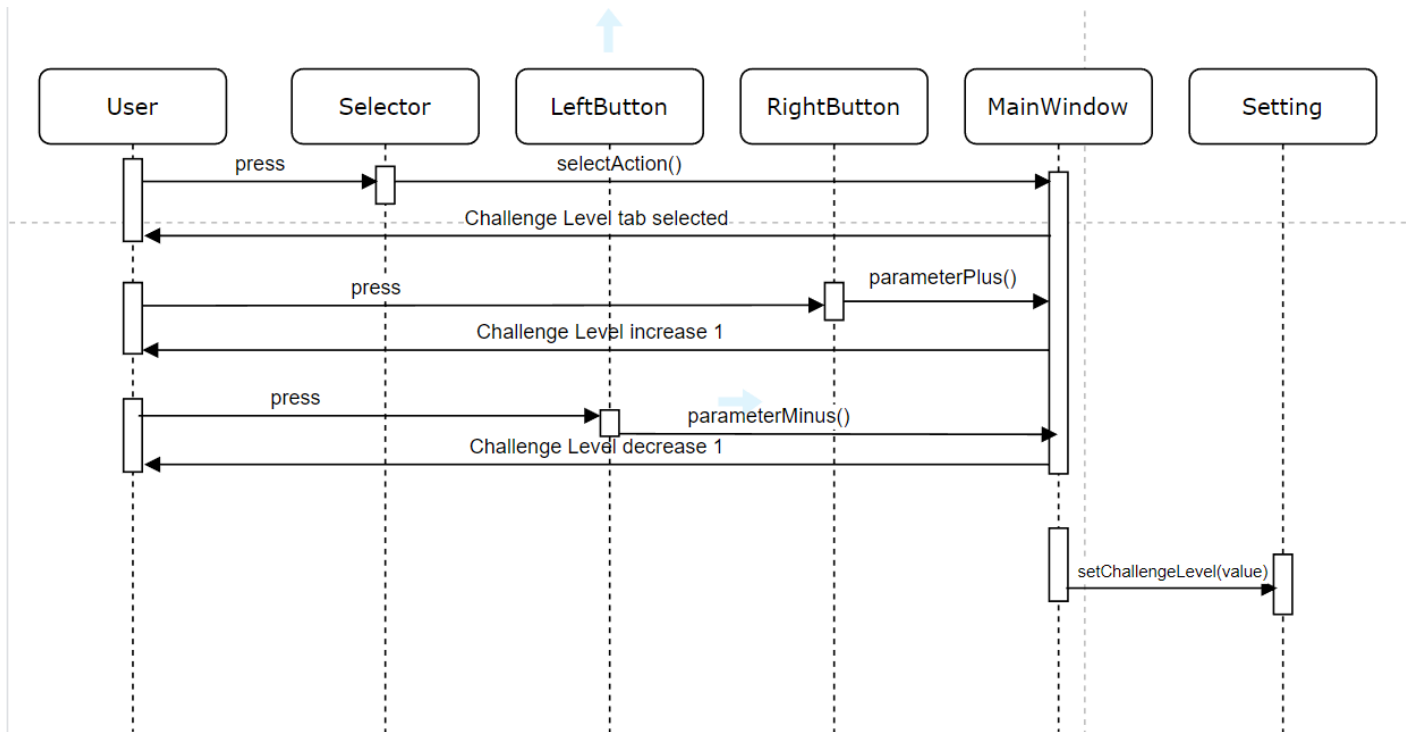 User
Selector
LeftButton
RightButton
MainWindow
Setting
press
selectAction()
Challenge Level tab selected
press
parameterPlus()
Challenge Level increase 1
press
parameterMinus()
Challenge Level decrease 1
setChallengeLevel(value)